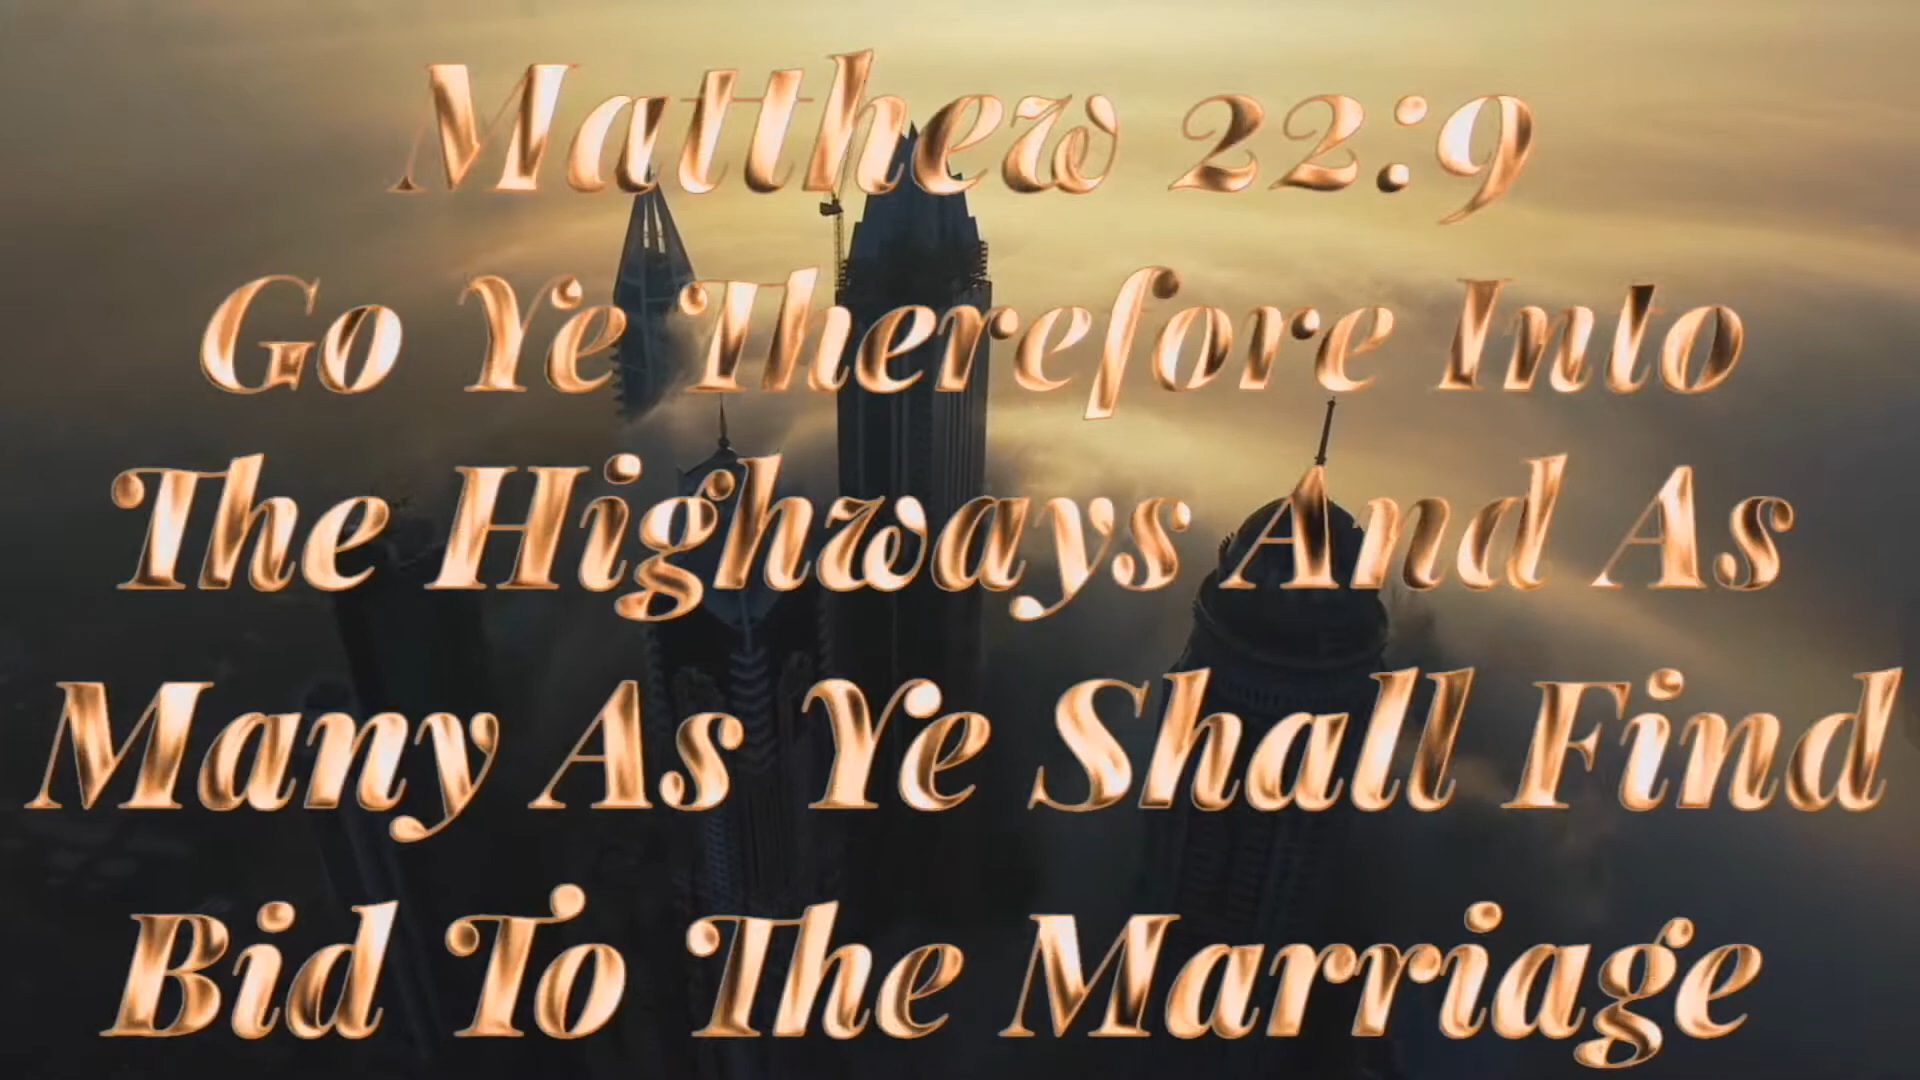 Matthew 22:9
Go Ye Therefore Into
The Highways And As
Many As Ye Shall Find
Bid To The Marriage